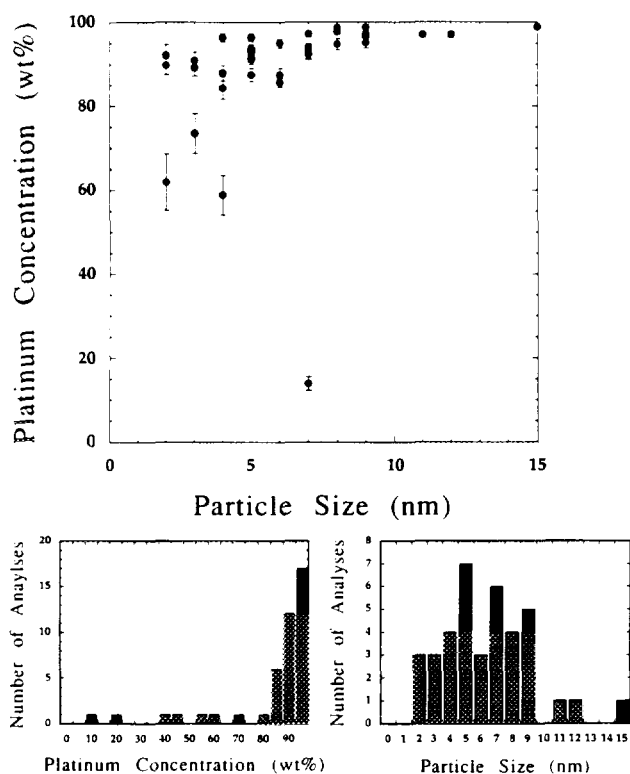 Platinum Concentration (wt%)
100
80
60
40
20
0
0 5 10 15
Particle Size (nm)
Number of Anaylses
20
15
10
5
0
0 10 20 30 40 50 60 70 80 90
Platinum Concentration (wt%)
Number of Analyses
8
7
6
5
4
3
2
1
0
0 1 2 3 4 5 6 7 8 9 10 11 12 13 14 15
Particle Size (nm)